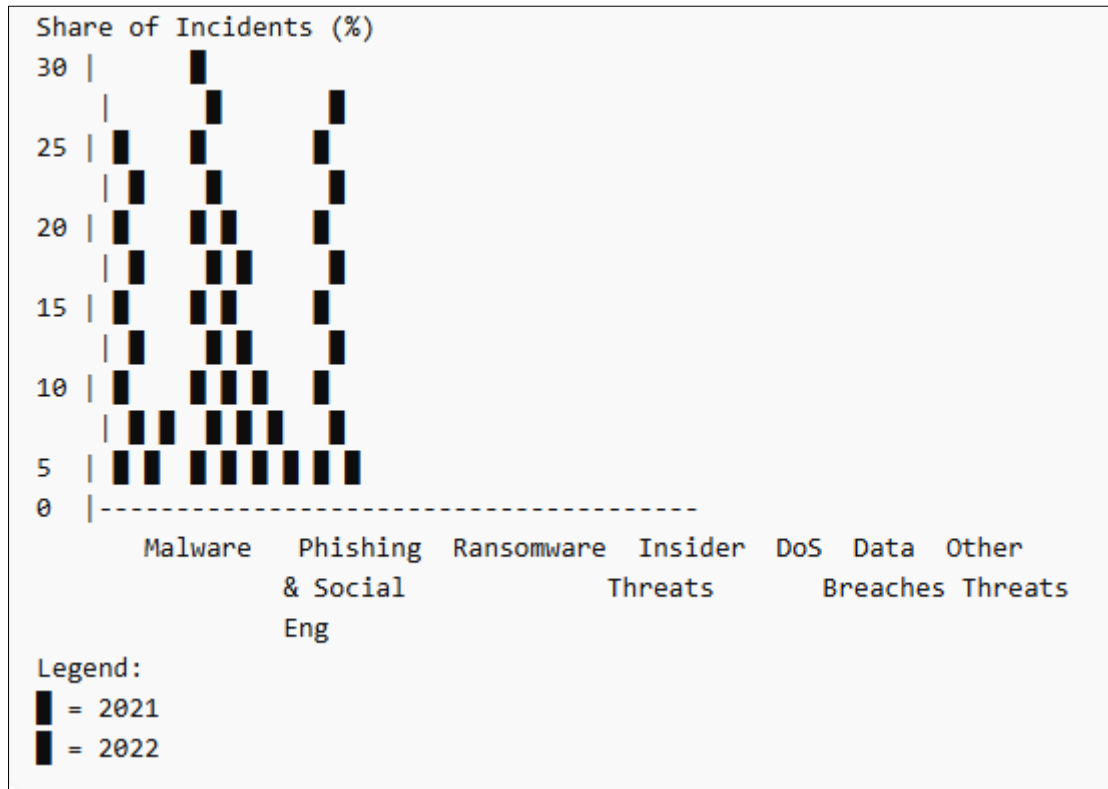 Share of Incidents (%)
30 |      █
    |      █       █
25 | █    █       █
    | █    █       █
20 | █    █ █     █
    | █    █ █     █
15 | █    █ █     █
    | █    █ █     █
10 | █    █ █ █   █
    | █ █  █ █ █   █
5  | █ █  █ █ █ █ █ █
0  |---------------------------------------
Malware   Phishing  Ransomware  Insider  DoS  Data  Other
& Social             Threats       Breaches Threats
Eng
Legend:
█ = 2021
█ = 2022